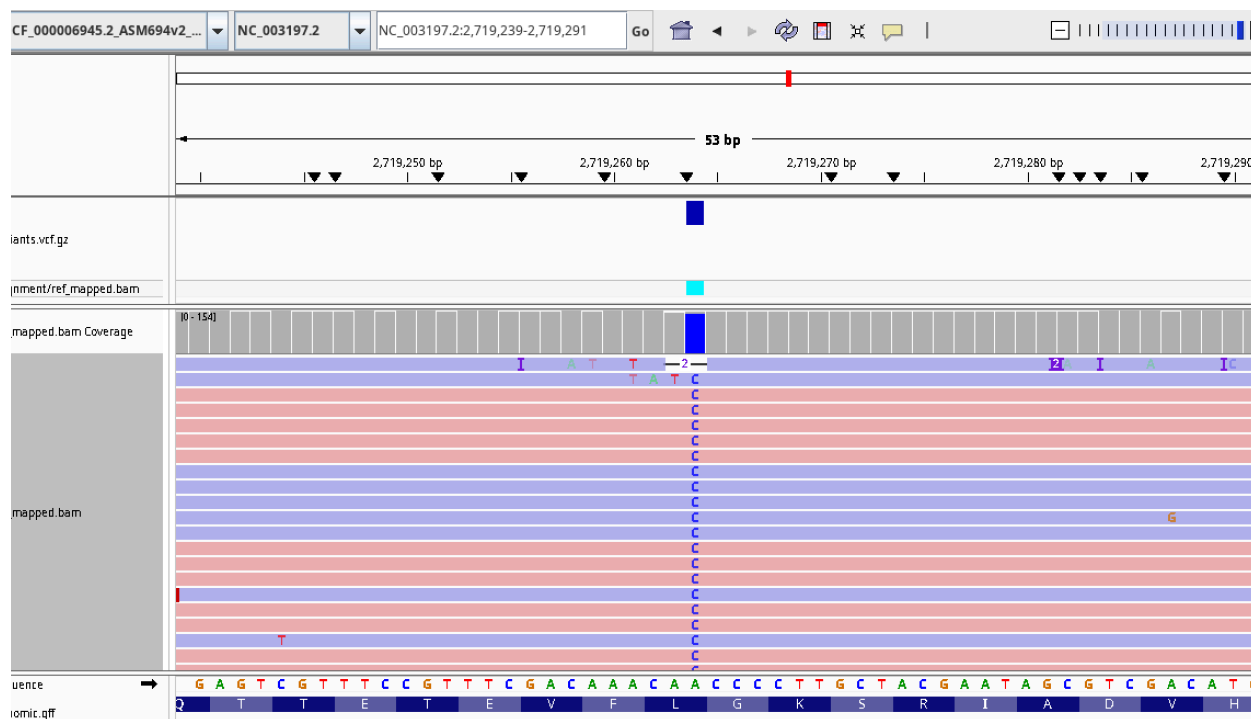 CF_000006945.2_ASM694v2_... NC_003197.2 NC_003197.2:2,719,239-2,719,291 Go
53 bp
2,719,250 bp 2,719,260 bp 2,719,270 bp 2,719,280 bp 2,719,290
iants.vcf.gz
nment/ref_mapped.bam
_mapped.bam Coverage [0 - 154]
I A T T 2 2 A I A I C
T A T C
C
C
C
C
C
C
C
C
_mapped.bam C G
C
C
C
C
C
C
C
T C
C
uence G A G T C G T T T C C G T T T C G A C A A A C A A C C C C T T G C T A C G A A T A G C G T C G A C A T
omic.gff Q T T E T E V F L G K S R I A D V H